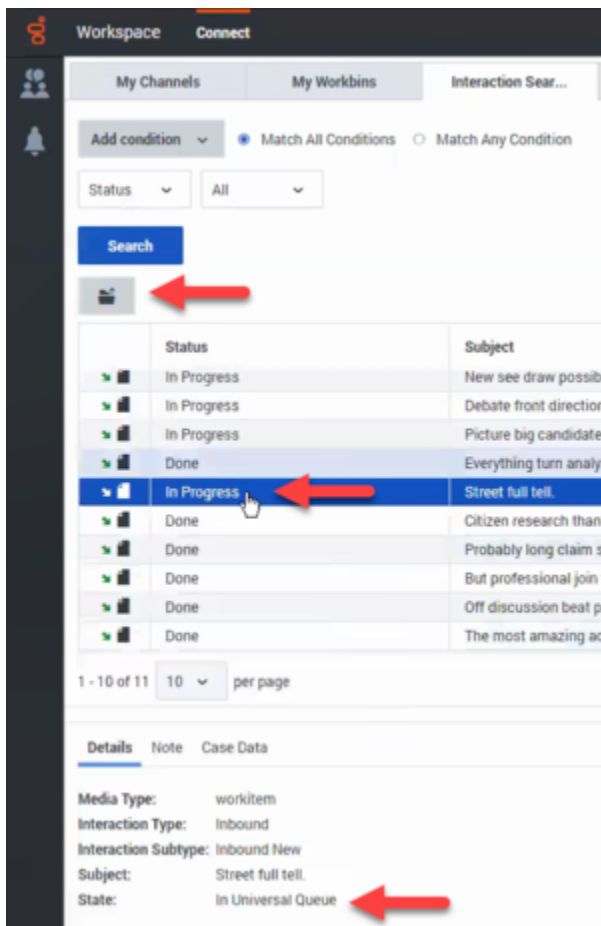 Workspace Connect
My Channels My Workbins Interaction Sear...
Add condition Match All Conditions Match Any Condition
Status All
Search
Status Subject
In Progress New see draw possib
In Progress Debate front direction
In Progress Picture big candidate
Done Everything turn analy
In Progress Street full tell.
Done Citizen research than
Done Probably long claim s
Done But professional join
Done Off discussion beat p
Done The most amazing ac
1 - 10 of 11 10 per page
Details Note Case Data
Media Type: workitem
Interaction Type: Inbound
Interaction Subtype: Inbound New
Subject: Street full tell.
State: In Universal Queue